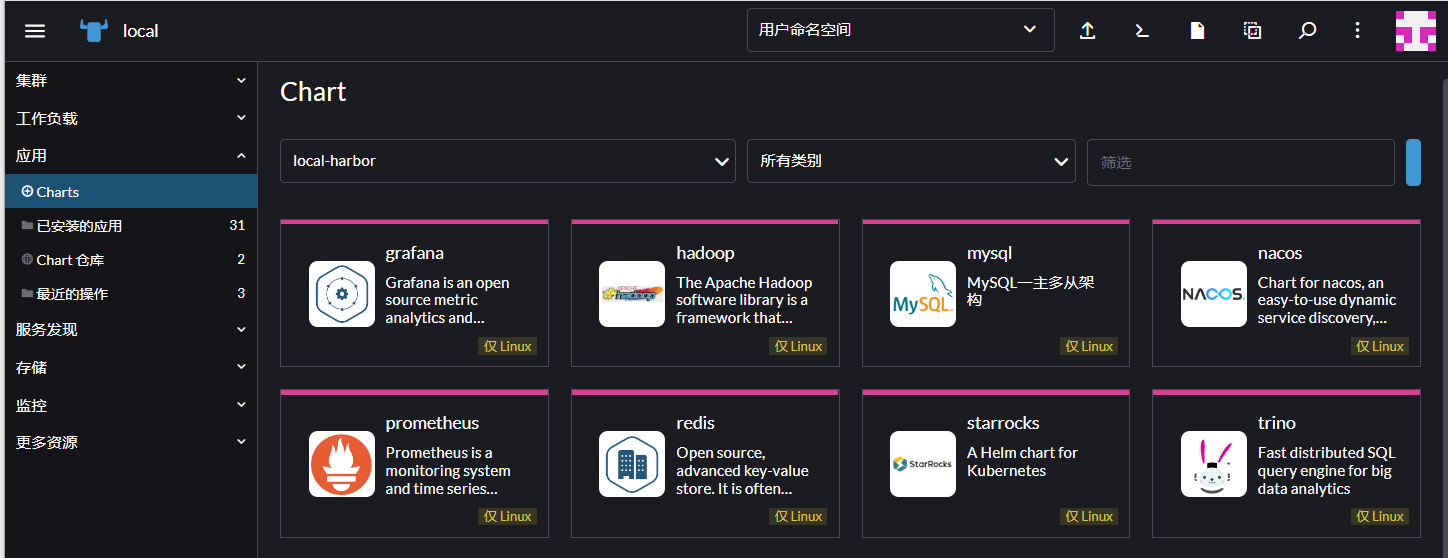 local
用户命名空间
集群
工作负载
应用
Charts
已安装的应用 31
Chart 仓库 2
最近的操作 3
服务发现
存储
监控
更多资源
Chart
local-harbor
所有类别
筛选
grafana
Grafana is an open
source metric
analytics and...
仅 Linux
APACHE
hadoop
hadoop
The Apache Hadoop
software library is a
framework that...
仅 Linux
MySQL
mysql
MySQL一主多从架
构
仅 Linux
NACOS.
nacos
Chart for nacos, an
easy-to-use dynamic
service discovery,...
仅 Linux
prometheus
Prometheus is a
monitoring system
and time series...
仅 Linux
redis
Open source,
advanced key-value
store. It is often...
仅 Linux
StarRocks
starrocks
A Helm chart for
Kubernetes
仅 Linux
trino
Fast distributed SQL
query engine for big
data analytics
仅 Linux